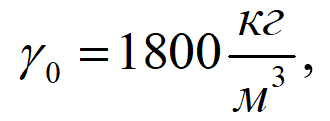 γ₀ = 1800 кг/м³,